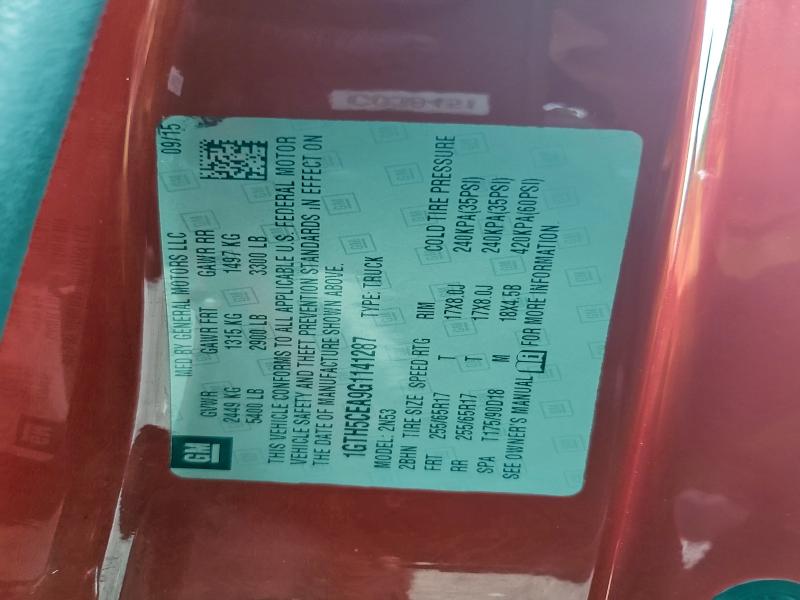 GM
MFD BY GENERAL MOTORS LLC 09/15
GVWR GAWR FRT GAWR RR
2449 KG 1315 KG 1497 KG
5400 LB 2900 LB 3300 LB
THIS VEHICLE CONFORMS TO ALL APPLICABLE U.S. FEDERAL MOTOR
VEHICLE SAFETY AND THEFT PREVENTION STANDARDS IN EFFECT ON
THE DATE OF MANUFACTURE SHOWN ABOVE.
1GTH5CEA9G1141287 TYPE: TRUCK
MODEL: 2N53
2BHN TIRE SIZE SPEED RTG RIM COLD TIRE PRESSURE
FRT 255/65R17 T 17X8.0J 240KPA(35PSI)
RR 255/65R17 T 17X8.0J 240KPA(35PSI)
SPA T175/80D18 M 18X4.5B 420KPA(60PSI)
SEE OWNER'S MANUAL FOR MORE INFORMATION